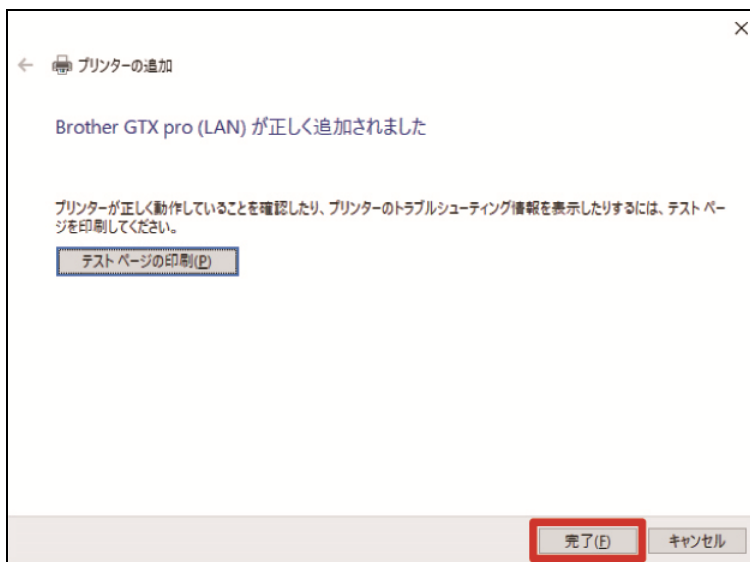 プリンターの追加
Brother GTX pro (LAN) が正しく追加されました
プリンターが正しく動作していることを確認したり、プリンターのトラブルシューティング情報を表示したりするには、テスト ペー
ジを印刷してください。
テスト ページの印刷(P)
完了(F)
キャンセル